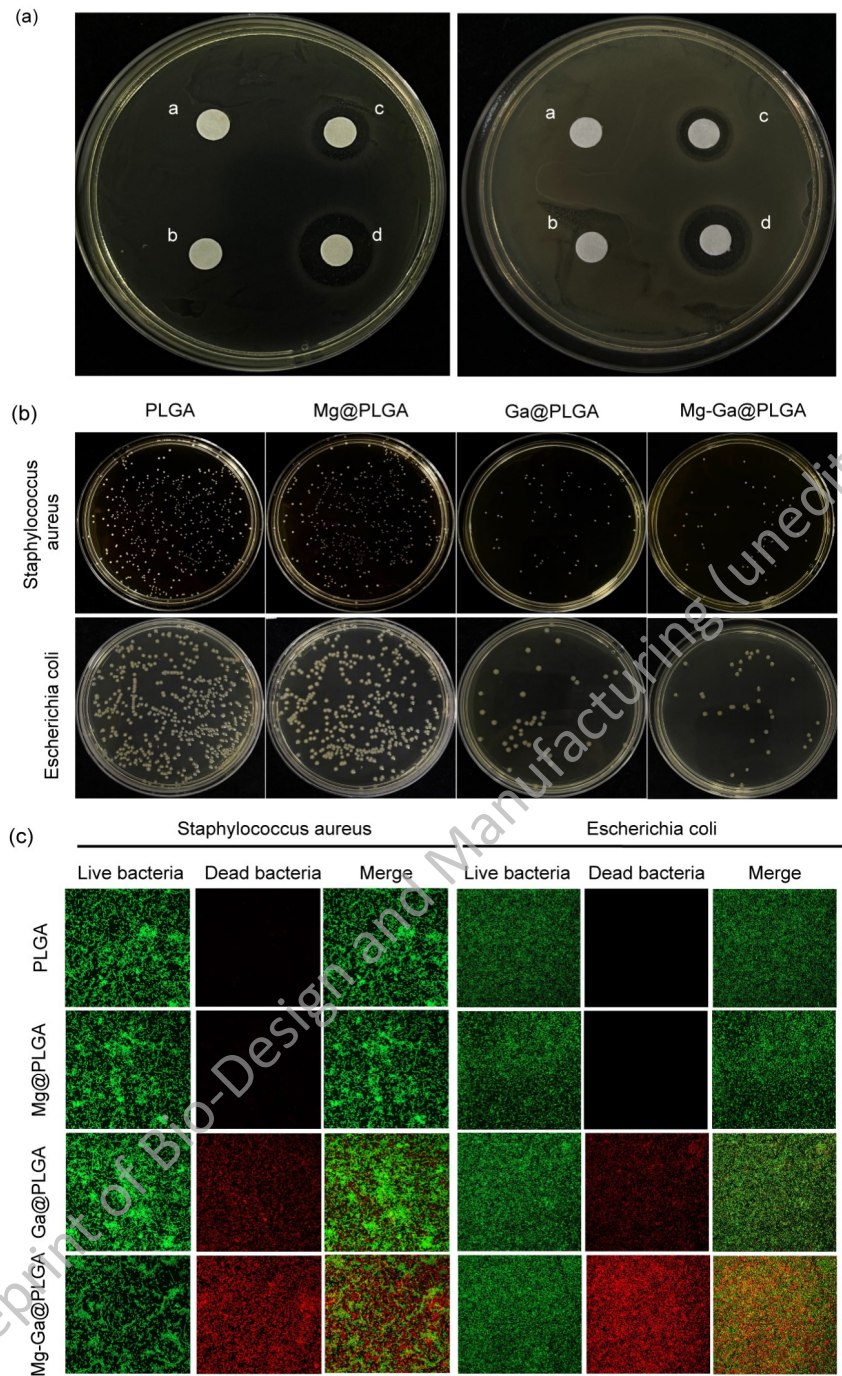 (a)
a
c
b
d
a
c
b
d
(b)
PLGA Mg@PLGA Ga@PLGA Mg-Ga@PLGA
Staphylococcus
aureus
Escherichia coli
(c)
Staphylococcus aureus Escherichia coli
Live bacteria Dead bacteria Merge Live bacteria Dead bacteria Merge
PLGA
Mg@PLGA
Ga@PLGA
Mg-Ga@PLGA
eprint of Bio-Design and Manufacturing (unedit